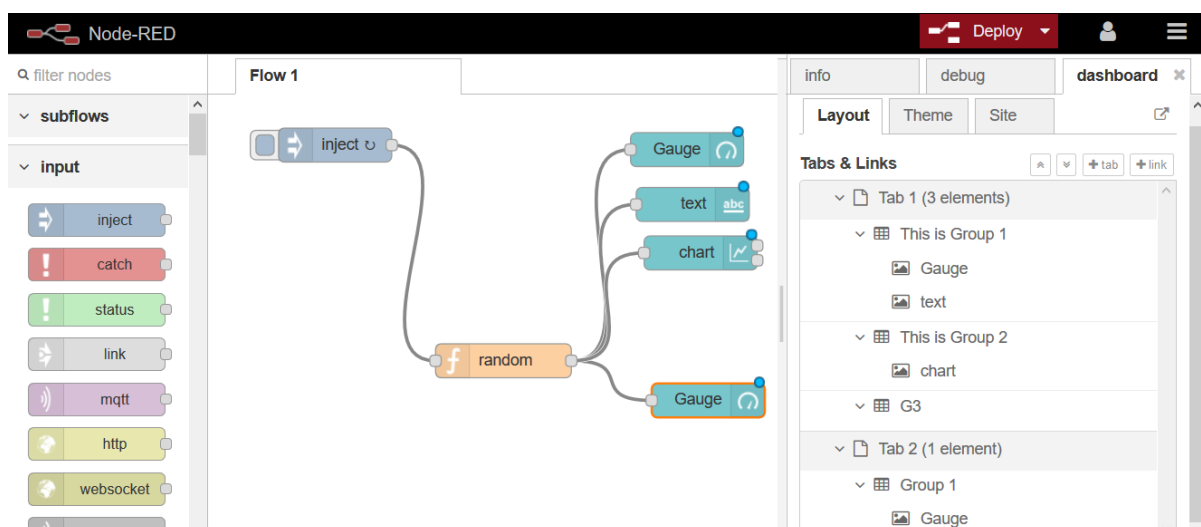 Node-RED
Deploy
filter nodes
subflows
input
inject
catch
status
link
mqtt
http
websocket
Flow 1
inject ↻
random
Gauge
text
abc
chart
Gauge
info
debug
dashboard
Layout
Theme
Site
Tabs & Links
+ tab
+ link
Tab 1 (3 elements)
This is Group 1
Gauge
text
This is Group 2
chart
G3
Tab 2 (1 element)
Group 1
Gauge